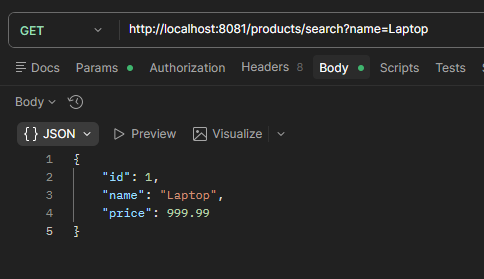 GET http://localhost:8081/products/search?name=Laptop
Docs Params Authorization Headers 8 Body Scripts Tests
Body
{} JSON Preview Visualize
1 {
2 "id": 1,
3 "name": "Laptop",
4 "price": 999.99
5 }